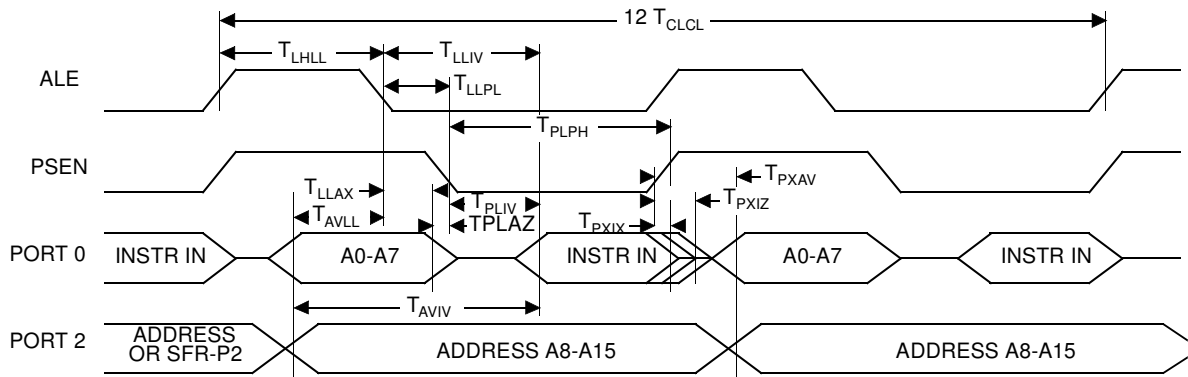 12 TCLCL
TLHLL TLLIV
ALE
TLLPL
TPLPH
PSEN
TLLAX TPLIV TPXAV
TPXIZ
TAVLL TPLAZ TPXIX
PORT 0 INSTR IN A0-A7 INSTR IN A0-A7 INSTR IN
TAVIV
PORT 2 ADDRESS OR SFR-P2 ADDRESS A8-A15 ADDRESS A8-A15